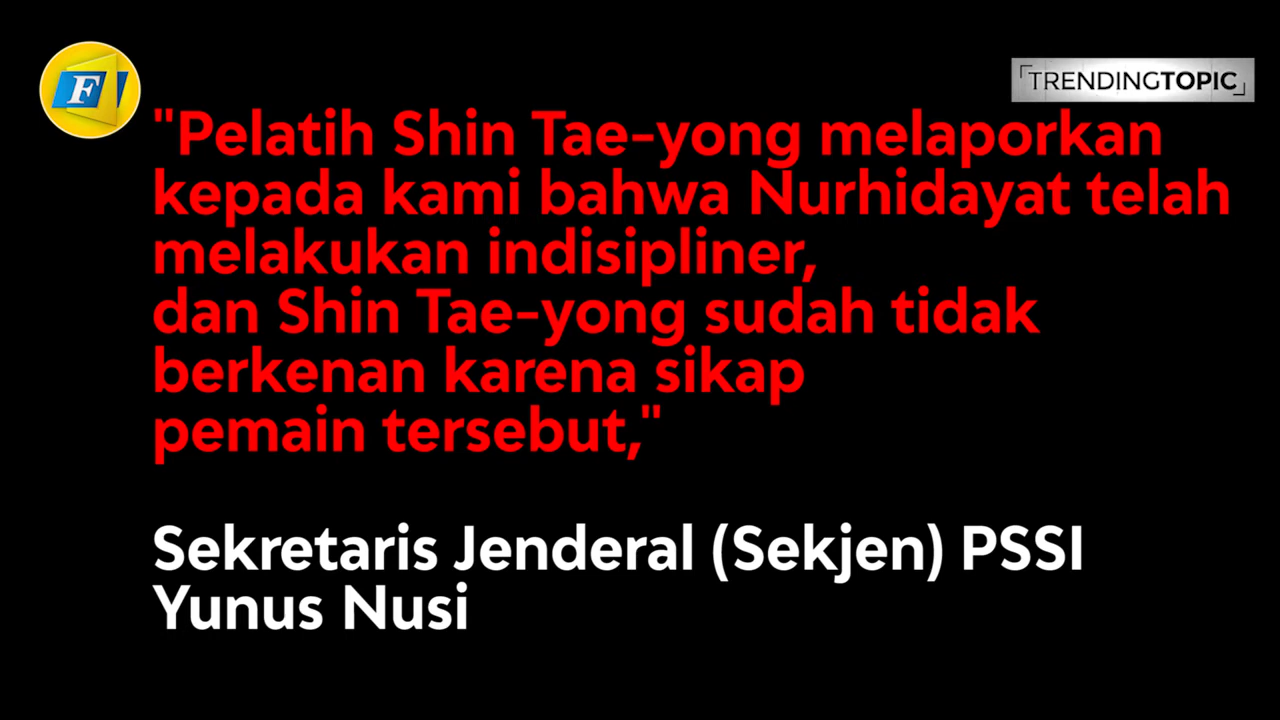 F
TRENDINGTOPIC
"Pelatih Shin Tae-yong melaporkan
kepada kami bahwa Nurhidayat telah
melakukan indisipliner,
dan Shin Tae-yong sudah tidak
berkenan karena sikap
pemain tersebut,"
Sekretaris Jenderal (Sekjen) PSSI
Yunus Nusi